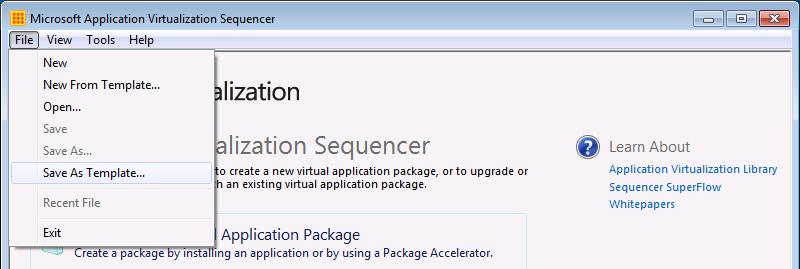 Microsoft Application Virtualization Sequencer
File View Tools Help
New
New From Template...
Open...
Save
Save As...
Save As Template...
Recent File
Exit
alization
alization Sequencer
to create a new virtual application package, or to upgrade or
an existing virtual application package.
l Application Package
Create a package by installing an application or by using a Package Accelerator.
? Learn About
Application Virtualization Library
Sequencer SuperFlow
Whitepapers